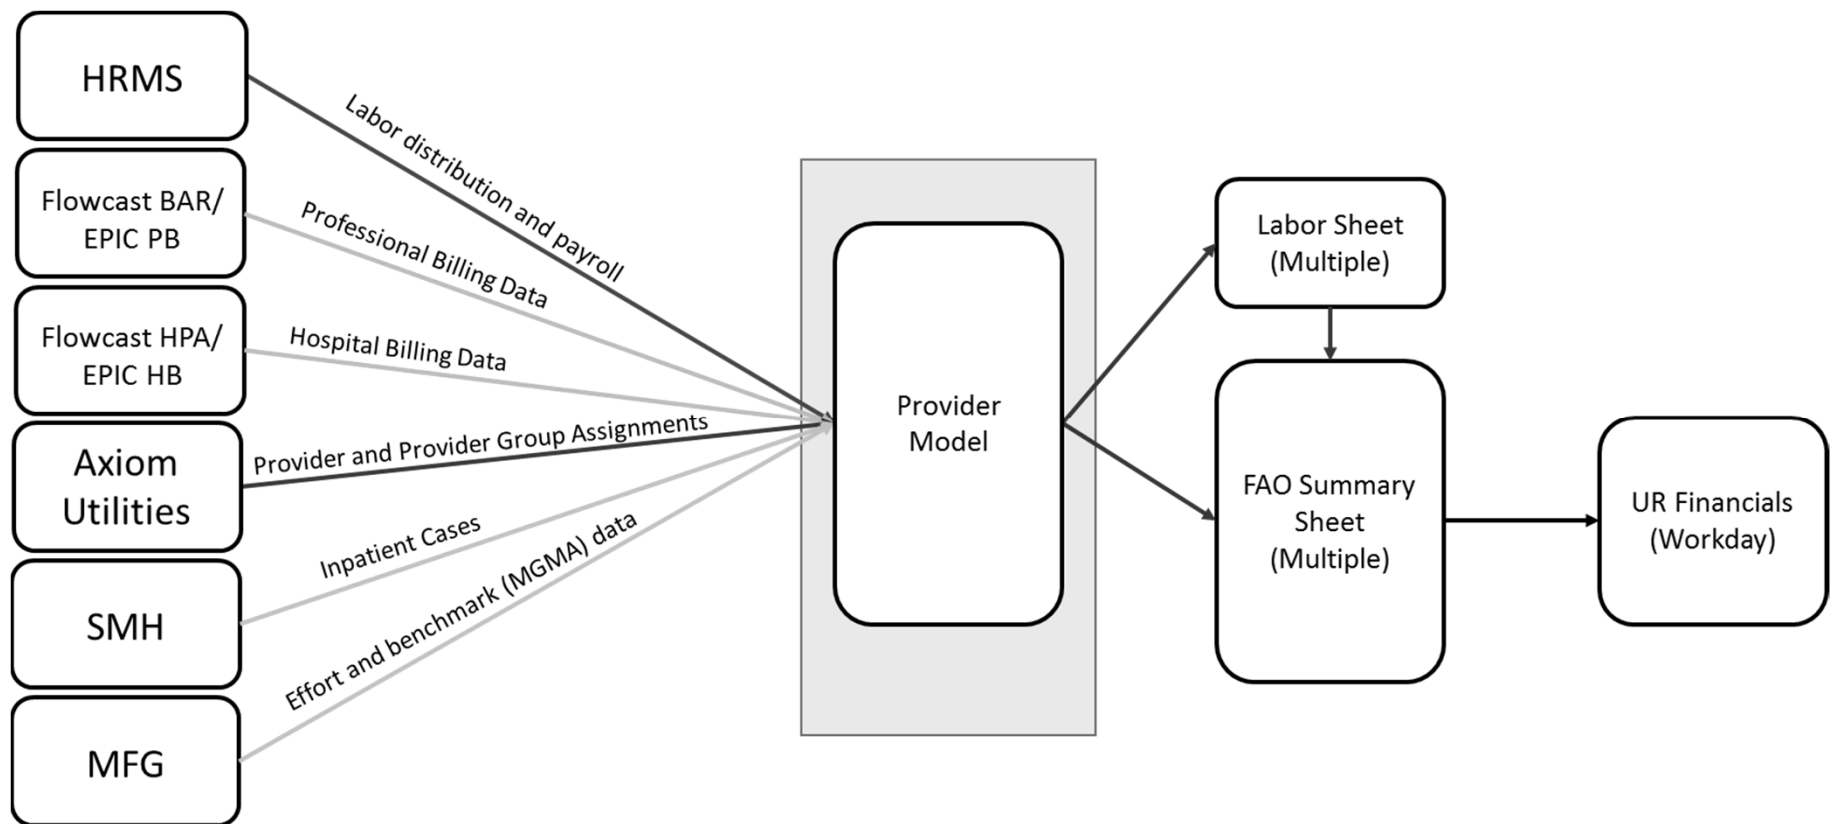 HRMS
Labor distribution and payroll
Flowcast BAR/
EPIC PB
Professional Billing Data
Flowcast HPA/
EPIC HB
Hospital Billing Data
Axiom
Utilities
Provider and Provider Group Assignments
SMH
Inpatient Cases
MFG
Effort and benchmark (MGMA) data
Provider
Model
Labor Sheet
(Multiple)
FAO Summary
Sheet
(Multiple)
UR Financials
(Workday)